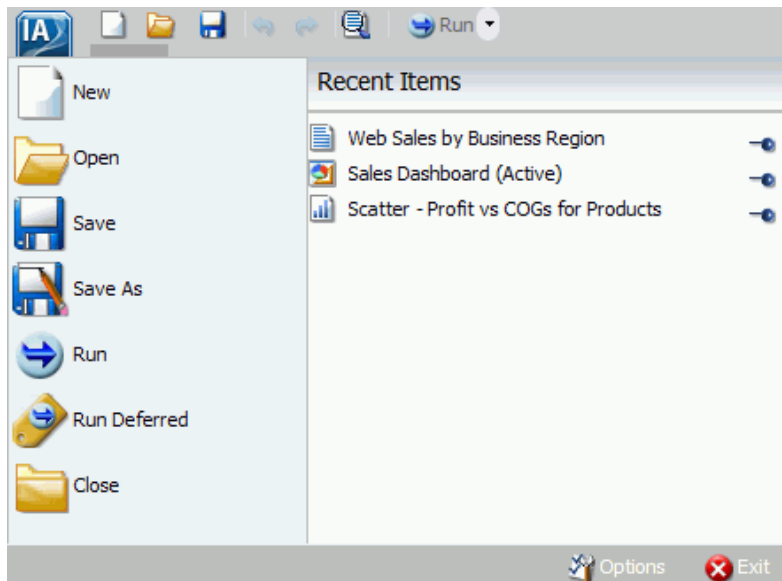 IA
Run
New
Open
Save
Save As
Run
Run Deferred
Close
Recent Items
Web Sales by Business Region
Sales Dashboard (Active)
Scatter - Profit vs COGs for Products
Options
Exit